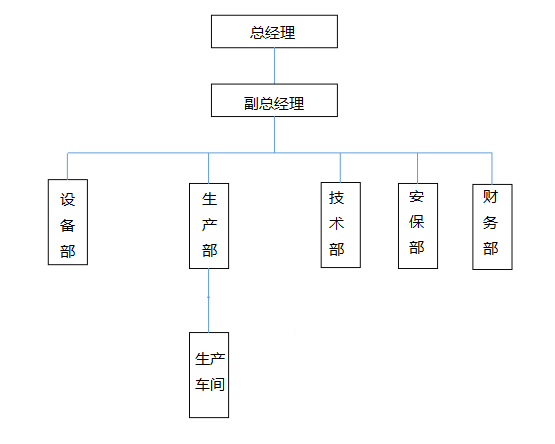 总经理
副总经理
设备部
生产部
技术部
安保部
财务部
生产
车间